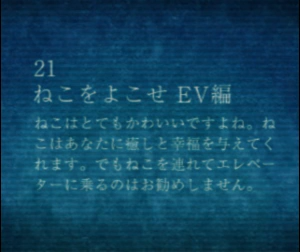 21
ねこをよこせ EV編
ねこはとてもかわいいですよね。ね
こはあなたに癒しと幸福を与えてく
れます。でもねこを連れてエレベー
ターに乗るのはお勧めしません。